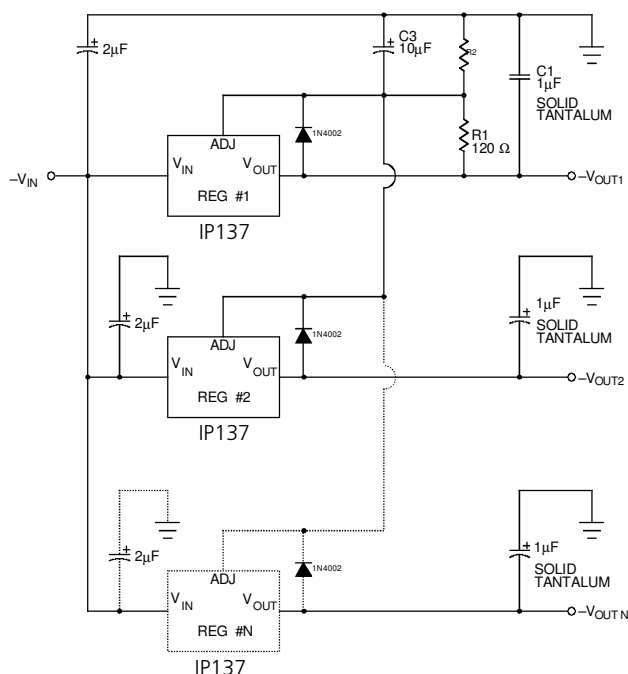 2µF
C3
10µF
R2
C1
1µF
SOLID
TANTALUM
1N4002
R1
120 Ω
ADJ
–VIN
VIN
VOUT
–VOUT1
REG #1
IP137
2µF
1N4002
1µF
SOLID
TANTALUM
ADJ
VIN
VOUT
–VOUT2
REG #2
IP137
2µF
1N4002
1µF
SOLID
TANTALUM
ADJ
VIN
VOUT
–VOUT N
REG #N
IP137